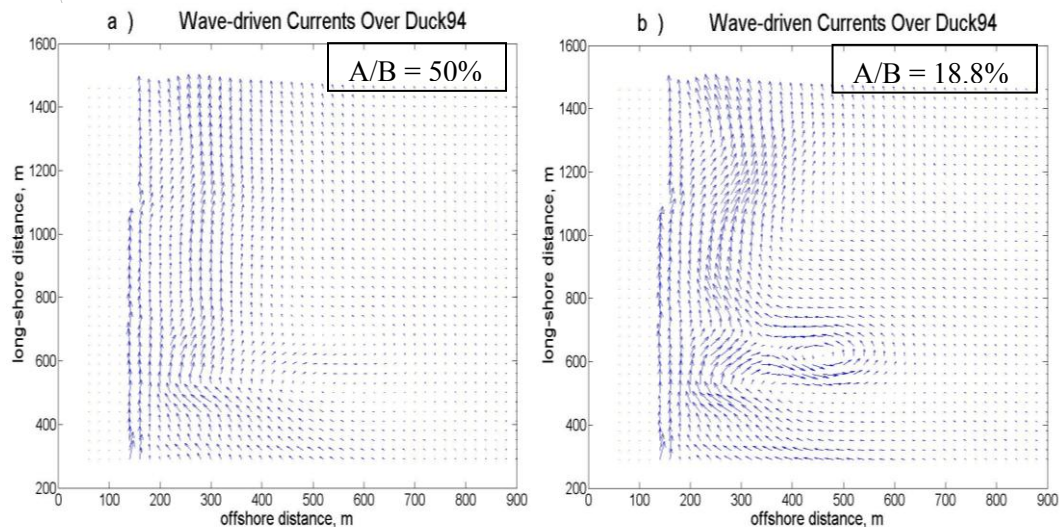 a ) Wave-driven Currents Over Duck94
A/B = 50%
long-shore distance, m
1600
1400
1200
1000
800
600
400
200
0 100 200 300 400 500 600 700 800 900
offshore distance, m
b ) Wave-driven Currents Over Duck94
A/B = 18.8%
long-shore distance, m
1600
1400
1200
1000
800
600
400
200
0 100 200 300 400 500 600 700 800 900
offshore distance, m